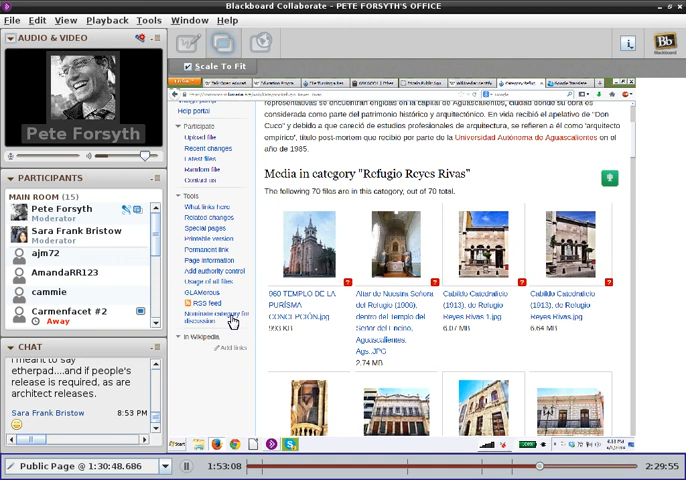 Blackboard Collaborate - PETE FORSYTH'S OFFICE
File Edit View Playback Tools Window Help
AUDIO & VIDEO
Pete Forsyth
PARTICIPANTS
MAIN ROOM (15)
Pete Forsyth
Moderator
Sara Frank Bristow
Moderator
ajm72
AmandaRR123
cammie
Carmenfacet #2
Away
CHAT
I meant to say
etherpad....and if people's
release is required, as are
architect releases.
Sara Frank Bristow 8:53 PM
Scale To Fit
Bb
Help portal
Participate
Upload file
Recent changes
Latest files
Random file
Contact us
Tools
What links here
Related changes
Special pages
Printable version
Permanent link
Page information
Add authority control
Usage of all files
GLAMorous
RSS feed
Nominate category for
discussion
In Wikipedia
Add links
representativas se encuentran erigidas en la capital de Aguascalientes, ciudad donde su obra es
considerada como parte del patrimonio histórico y arquitectónico. En vida recibió el apelativo de "Don
Cuco" y debido a que careció de estudios profesionales de arquitectura, se refieren a él como 'arquitecto
empírico', título post-mortem que recibió por parte de la Universidad Autónoma de Aguascalientes en el
año de 1985.
Media in category "Refugio Reyes Rivas"
The following 70 files are in this category, out of 70 total.
960 TEMPLO DE LA
PURÍSMA
CONCEPCIÓN.jpg
993 KB
Altar de Nuestra Señora
del Refugio (1906),
dentro del Templo del
Señor del Encino,
Aguascalientes,
Ags..JPG
2.74 MB
Cabildo Catedralicio
(1913), de Refugio
Reyes Rivas 1.jpg
6.07 MB
Cabildo Catedralicio
(1913), de Refugio
Reyes Rivas.jpg
6.64 MB
Start
Public Page @ 1:30:48.686
1:53:08
2:29:55